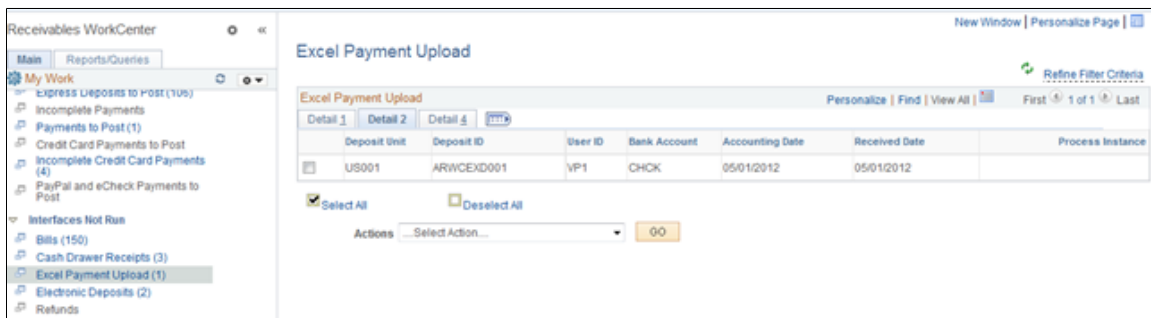 New Window | Personalize Page |
Receivables WorkCenter
«
Excel Payment Upload
Main
Reports/Queries
Refine Filter Criteria
My Work
Express Deposits to Post (105)
Incomplete Payments
Payments to Post (1)
Credit Card Payments to Post
Incomplete Credit Card Payments
(4)
PayPal and eCheck Payments to
Post
Interfaces Not Run
Bills (150)
Cash Drawer Receipts (3)
Excel Payment Upload (1)
Electronic Deposits (2)
Refunds
Excel Payment Upload
Personalize | Find | View All |
First 1 of 1 Last
Detail 1
Detail 2
Detail 4
Deposit Unit Deposit ID User ID Bank Account Accounting Date Received Date Process Instance
US001 ARWCEXD001 VP1 CHCK 05/01/2012 05/01/2012
Select All
Deselect All
Actions ...Select Action... GO